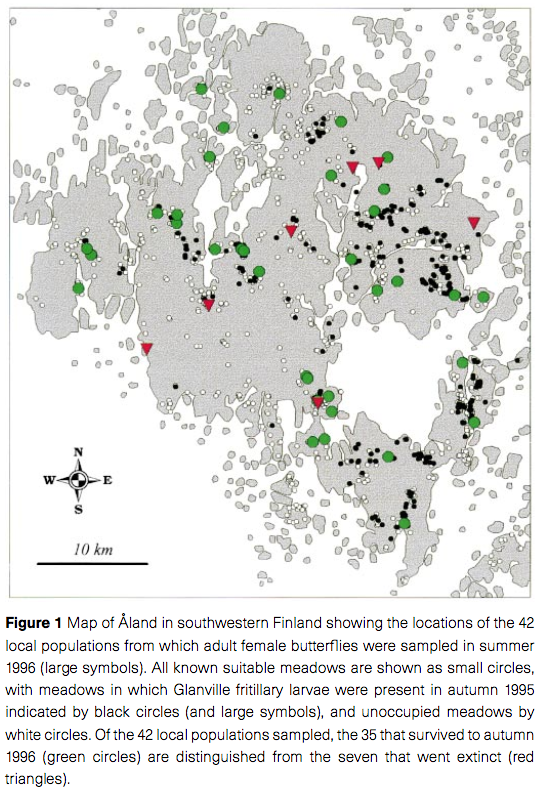 N
W E
S
10 km
Figure 1 Map of Åland in southwestern Finland showing the locations of the 42
local populations from which adult female butterflies were sampled in summer
1996 (large symbols). All known suitable meadows are shown as small circles,
with meadows in which Glanville fritillary larvae were present in autumn 1995
indicated by black circles (and large symbols), and unoccupied meadows by
white circles. Of the 42 local populations sampled, the 35 that survived to autumn
1996 (green circles) are distinguished from the seven that went extinct (red
triangles).